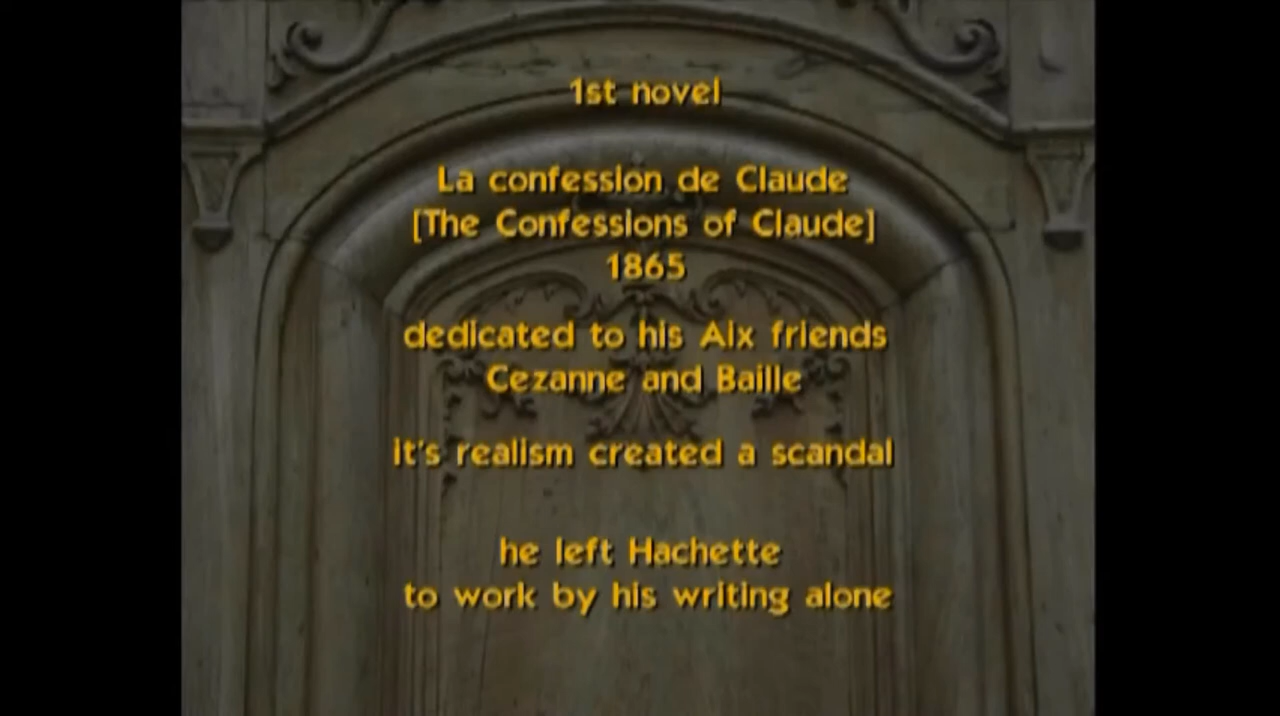 1st novel
La confession de Claude
[The Confessions of Claude]
1865
dedicated to his Aix friends
Cezanne and Baille
it's realism created a scandal
he left Hachette
to work by his writing alone